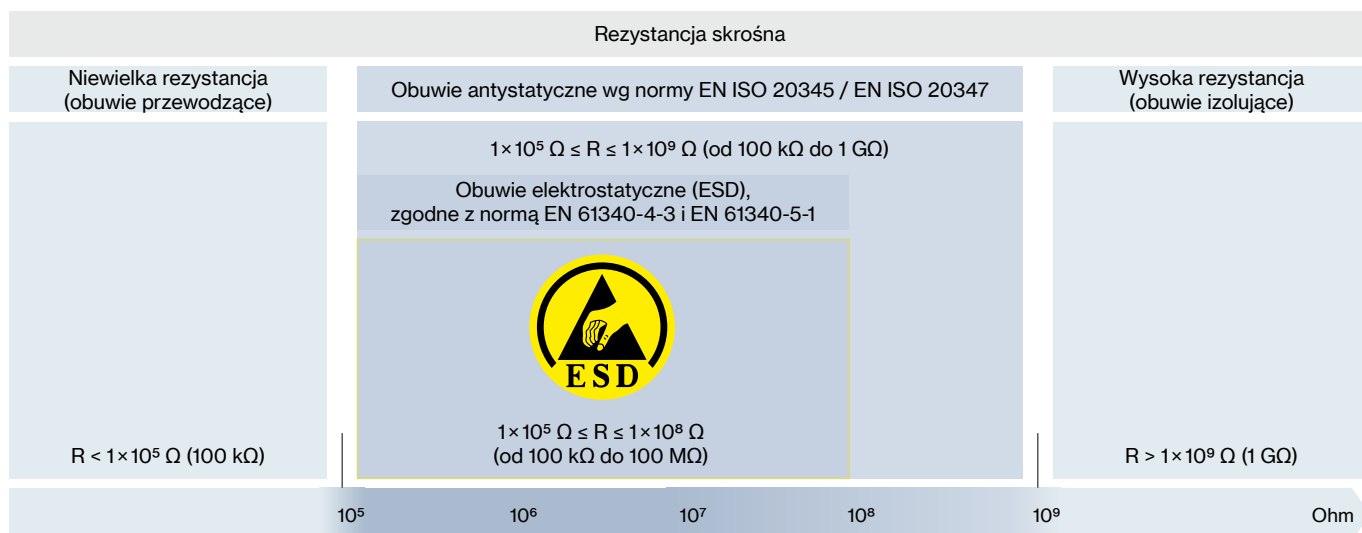 Rezystancja skrośna
Niewielka rezystancja
(obuwie przewodzące)
Obuwie antystatyczne wg normy EN ISO 20345 / EN ISO 20347
Wysoka rezystancja
(obuwie izolujące)
1×10⁵ Ω ≤ R ≤ 1×10⁹ Ω (od 100 kΩ do 1 GΩ)
Obuwie elektrostatyczne (ESD),
zgodne z normą EN 61340-4-3 i EN 61340-5-1
ESD
1×10⁵ Ω ≤ R ≤ 1×10⁸ Ω
(od 100 kΩ do 100 MΩ)
R < 1×10⁵ Ω (100 kΩ)
R > 1×10⁹ Ω (1 GΩ)
10⁵ 10⁶ 10⁷ 10⁸ 10⁹ Ohm